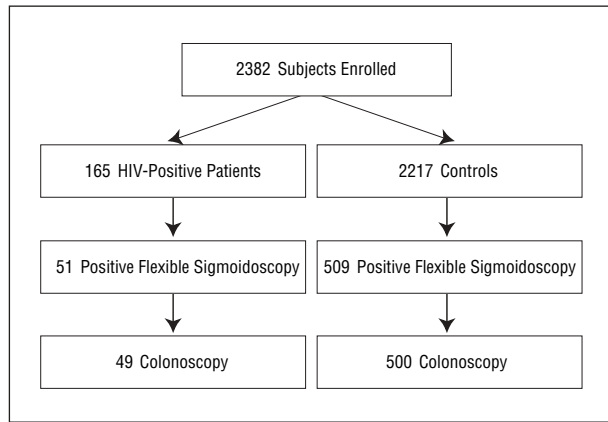 2382 Subjects Enrolled
165 HIV-Positive Patients
2217 Controls
51 Positive Flexible Sigmoidoscopy
509 Positive Flexible Sigmoidoscopy
49 Colonoscopy
500 Colonoscopy